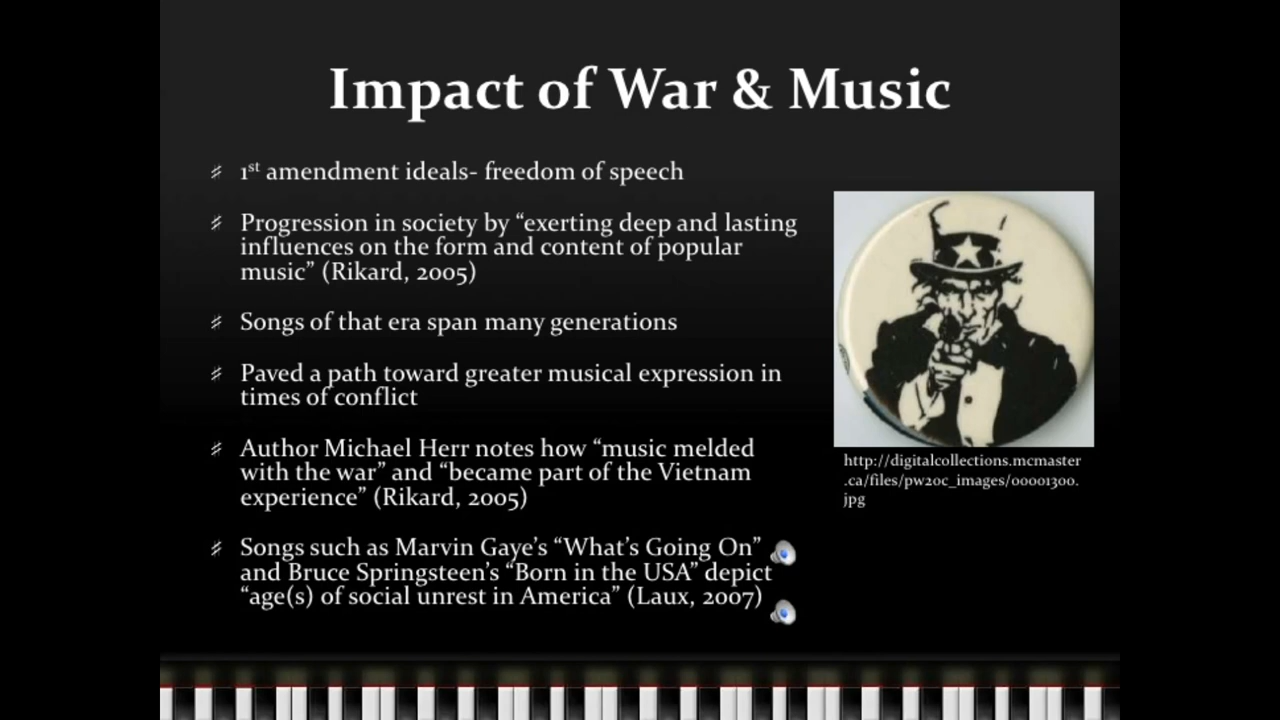 Impact of War & Music
1st amendment ideals- freedom of speech
Progression in society by “exerting deep and lasting
influences on the form and content of popular
music” (Rikard, 2005)
Songs of that era span many generations
Paved a path toward greater musical expression in
times of conflict
Author Michael Herr notes how “music melded
with the war” and “became part of the Vietnam
experience” (Rikard, 2005)
Songs such as Marvin Gaye’s “What’s Going On”
and Bruce Springsteen’s “Born in the USA” depict
“age(s) of social unrest in America” (Laux, 2007)
http://digitalcollections.mcmaster
.ca/files/pw20c_images/00001300.
jpg